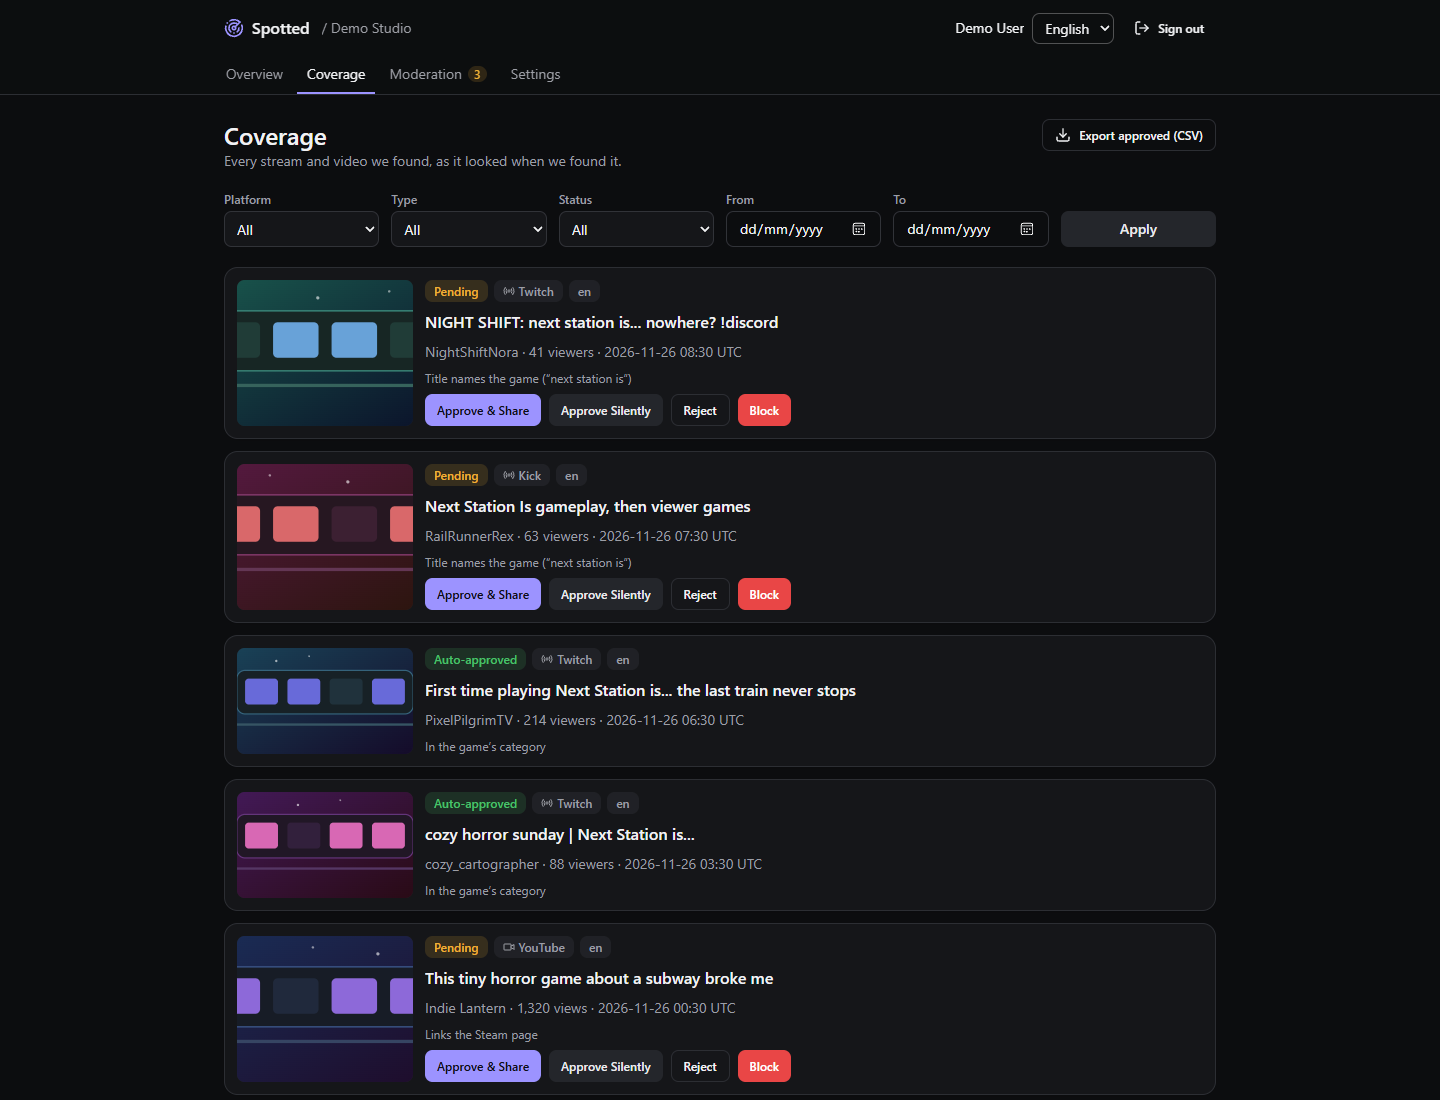 Spotted / Demo Studio
Demo User English Sign out
Overview Coverage Moderation 3 Settings
Coverage
Export approved (CSV)
Every stream and video we found, as it looked when we found it.
Platform Type Status From To
All All All dd/mm/yyyy dd/mm/yyyy Apply
Pending Twitch en
NIGHT SHIFT: next station is... nowhere? !discord
NightShiftNora · 41 viewers · 2026-11-26 08:30 UTC
Title names the game (“next station is”)
Approve & Share Approve Silently Reject Block
Pending Kick en
Next Station Is gameplay, then viewer games
RailRunnerRex · 63 viewers · 2026-11-26 07:30 UTC
Title names the game (“next station is”)
Approve & Share Approve Silently Reject Block
Auto-approved Twitch en
First time playing Next Station is... the last train never stops
PixelPilgrimTV · 214 viewers · 2026-11-26 06:30 UTC
In the game’s category
Auto-approved Twitch en
cozy horror sunday | Next Station is...
cozy_cartographer · 88 viewers · 2026-11-26 03:30 UTC
In the game’s category
Pending YouTube en
This tiny horror game about a subway broke me
Indie Lantern · 1,320 views · 2026-11-26 00:30 UTC
Links the Steam page
Approve & Share Approve Silently Reject Block